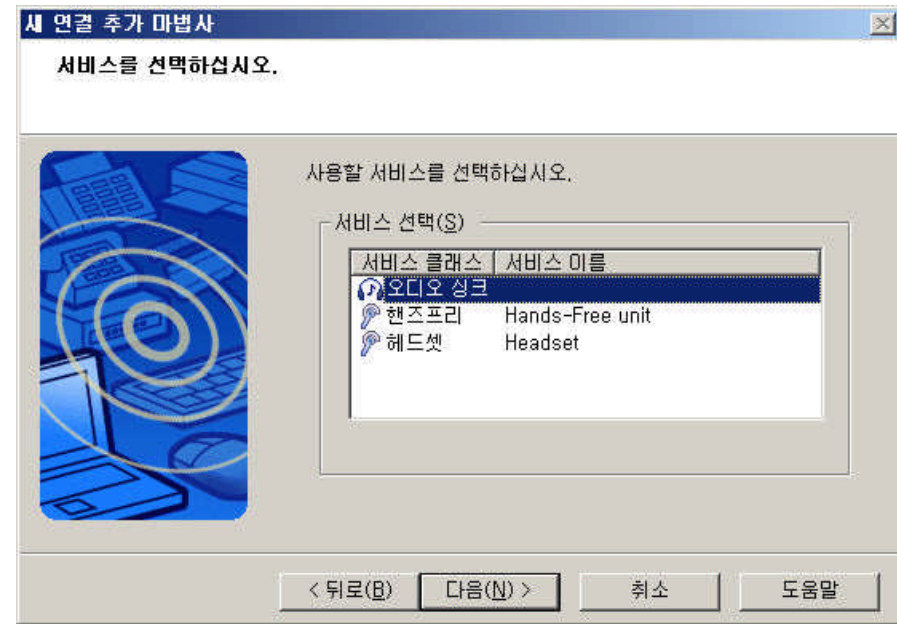 새 연결 추가 마법사
서비스를 선택하십시오.
사용할 서비스를 선택하십시오.
서비스 선택(S)
서비스 클래스 서비스 이름
오디오 싱크
핸즈프리 Hands-Free unit
헤드셋 Headset
< 뒤로(B) 다음(N) > 취소 도움말